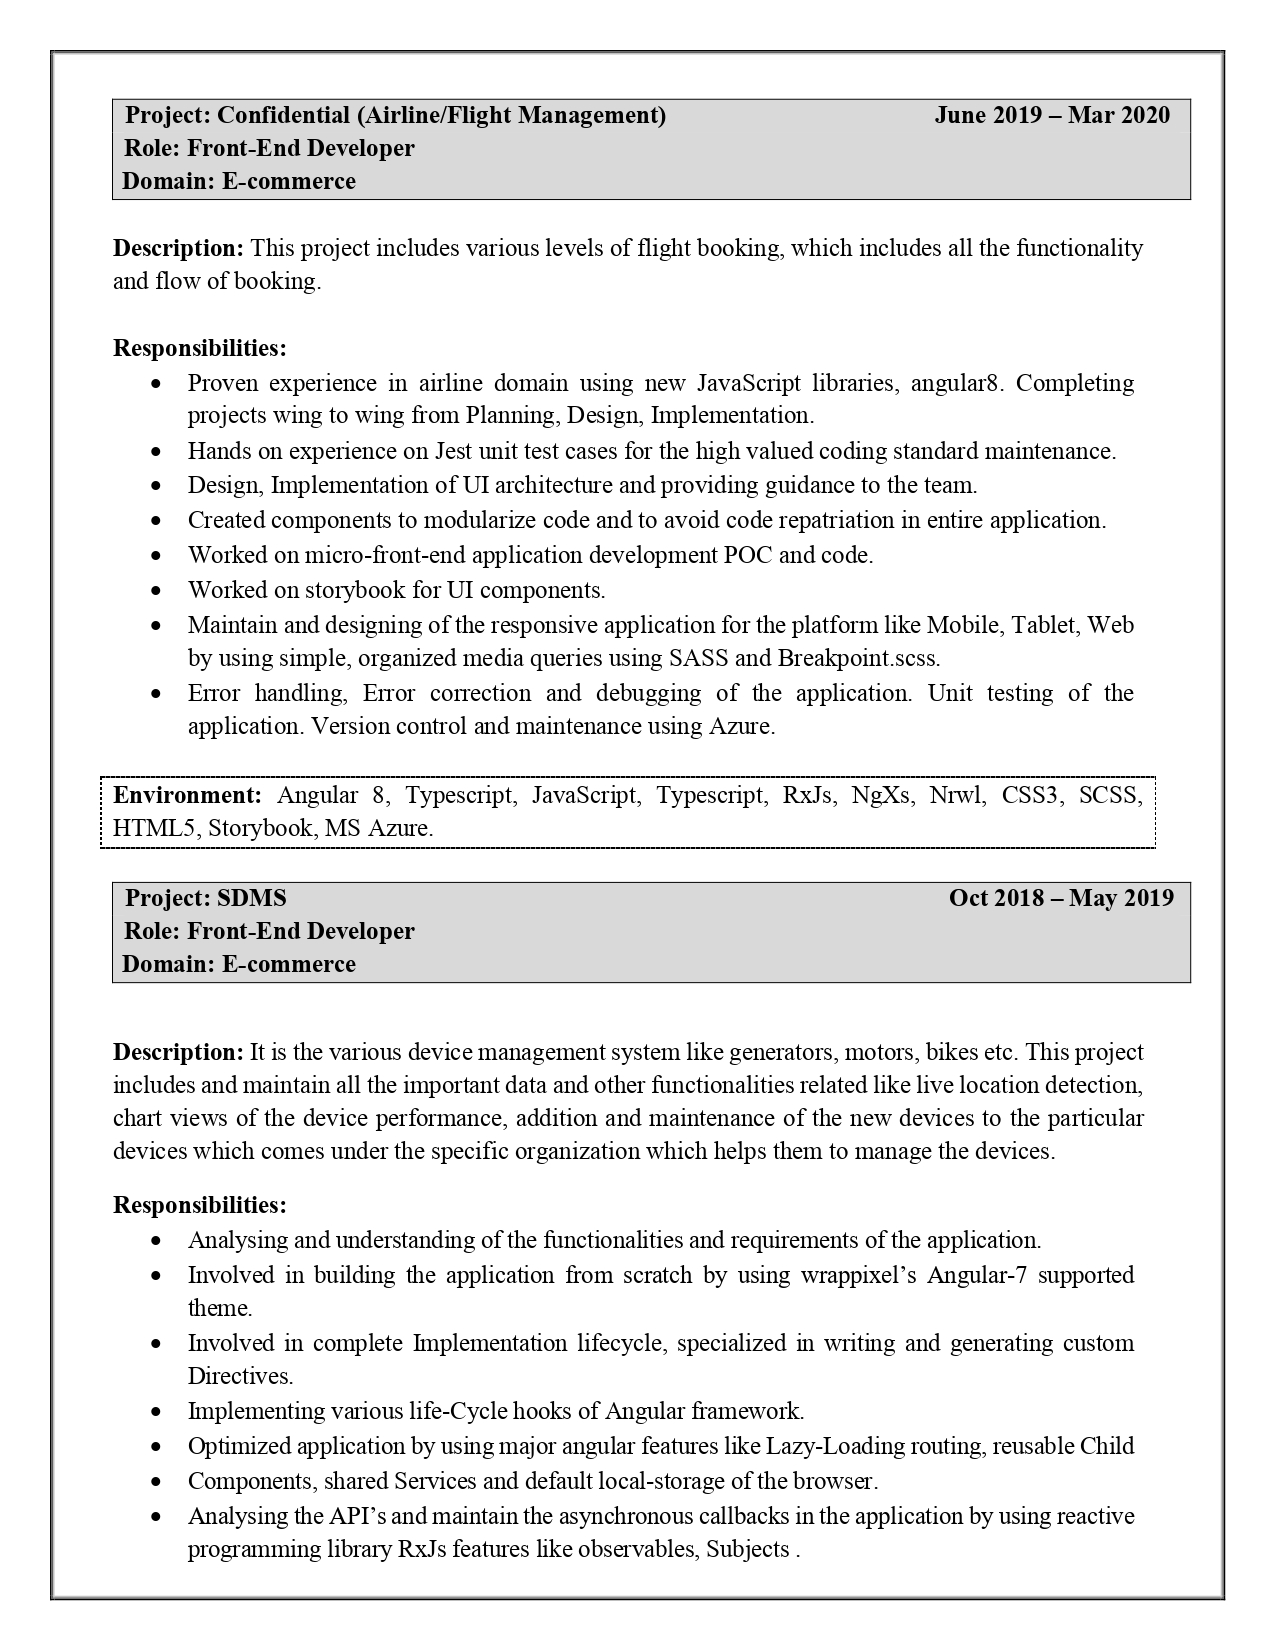 Project: Confidential (Airline/Flight Management) June 2019 – Mar 2020
Role: Front-End Developer
Domain: E-commerce
Description: This project includes various levels of flight booking, which includes all the functionality
and flow of booking.
Responsibilities:
• Proven experience in airline domain using new JavaScript libraries, angular8. Completing
projects wing to wing from Planning, Design, Implementation.
• Hands on experience on Jest unit test cases for the high valued coding standard maintenance.
• Design, Implementation of UI architecture and providing guidance to the team.
• Created components to modularize code and to avoid code repatriation in entire application.
• Worked on micro-front-end application development POC and code.
• Worked on storybook for UI components.
• Maintain and designing of the responsive application for the platform like Mobile, Tablet, Web
by using simple, organized media queries using SASS and Breakpoint.scss.
• Error handling, Error correction and debugging of the application. Unit testing of the
application. Version control and maintenance using Azure.
Environment: Angular 8, Typescript, JavaScript, Typescript, RxJs, NgXs, Nrwl, CSS3, SCSS,
HTML5, Storybook, MS Azure.
Project: SDMS Oct 2018 – May 2019
Role: Front-End Developer
Domain: E-commerce
Description: It is the various device management system like generators, motors, bikes etc. This project
includes and maintain all the important data and other functionalities related like live location detection,
chart views of the device performance, addition and maintenance of the new devices to the particular
devices which comes under the specific organization which helps them to manage the devices.
Responsibilities:
• Analysing and understanding of the functionalities and requirements of the application.
• Involved in building the application from scratch by using wrappixel’s Angular-7 supported
theme.
• Involved in complete Implementation lifecycle, specialized in writing and generating custom
Directives.
• Implementing various life-Cycle hooks of Angular framework.
• Optimized application by using major angular features like Lazy-Loading routing, reusable Child
• Components, shared Services and default local-storage of the browser.
• Analysing the API’s and maintain the asynchronous callbacks in the application by using reactive
programming library RxJs features like observables, Subjects .